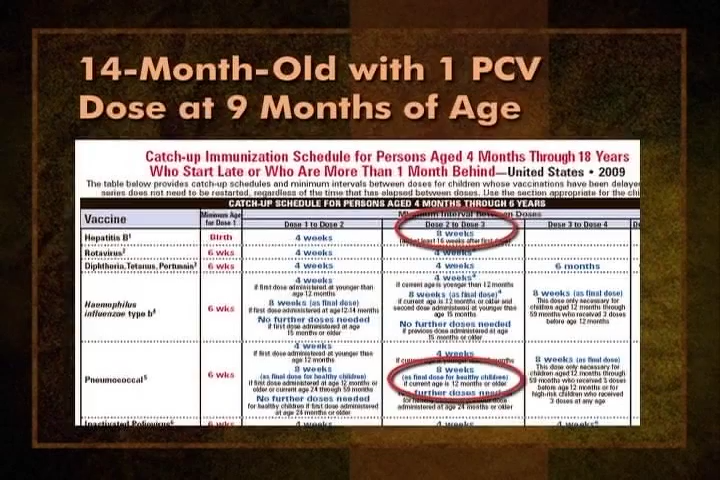 14-Month-Old with 1 PCV
Dose at 9 Months of Age
Catch-up Immunization Schedule for Persons Aged 4 Months Through 18 Years
Who Start Late or Who Are More Than 1 Month Behind—United States • 2009
The table below provides catch-up schedules and minimum intervals between doses for children whose vaccinations have been delaye
series does not need to be restarted, regardless of the time that has elapsed between doses. Use the section appropriate for the chi
CATCH-UP SCHEDULE FOR PERSONS AGED 4 MONTHS THROUGH 6 YEARS
Vaccine
Minimum Age
for Dose 1
Minimum Interval Between Doses
Dose 1 to Dose 2
Dose 2 to Dose 3
Dose 3 to Dose 4
Hepatitis B¹
Birth
4 weeks
8 weeks
Rotavirus²
6 wks
4 weeks
4 weeks
Diphtheria, Tetanus, Pertussis³
6 wks
4 weeks
4 weeks
6 months
Haemophilus
influenzae type b⁴
6 wks
4 weeks
if first dose administered at younger than
age 12 months
8 weeks (as final dose)
if first dose administered at age 12-14 months
No further doses needed
if first dose administered at age
15 months or older
4 weeks⁴
if current age is younger than 12 months
8 weeks (as final dose)⁴
if current age is 12 months or older and
second dose administered at younger than
age 15 months
No further doses needed
if previous dose administered at age
15 months or older
8 weeks (as final dose)
This dose only necessary for
children aged 12 months through
59 months who received 3 doses
before age 12 months
Pneumococcal⁵
6 wks
4 weeks
if first dose administered at younger than
age 12 months
8 weeks
(as final dose for healthy children)
if first dose administered at age 12 months or
older or current age 24 through 59 months
No further doses needed
for healthy children if first dose administered
at age 24 months or older
4 weeks
8 weeks
(as final dose for healthy children)
if current age is 12 months or older
further doses need
administered at age 24 months or older
8 weeks (as final dose)
This dose only necessary for
children aged 12 months through
59 months who received 3 doses
before age 12 months or for
high-risk children who received
3 doses at any age
Inactivated Poliovirus⁶
6 wks
4 weeks
4 weeks
4 weeks⁶